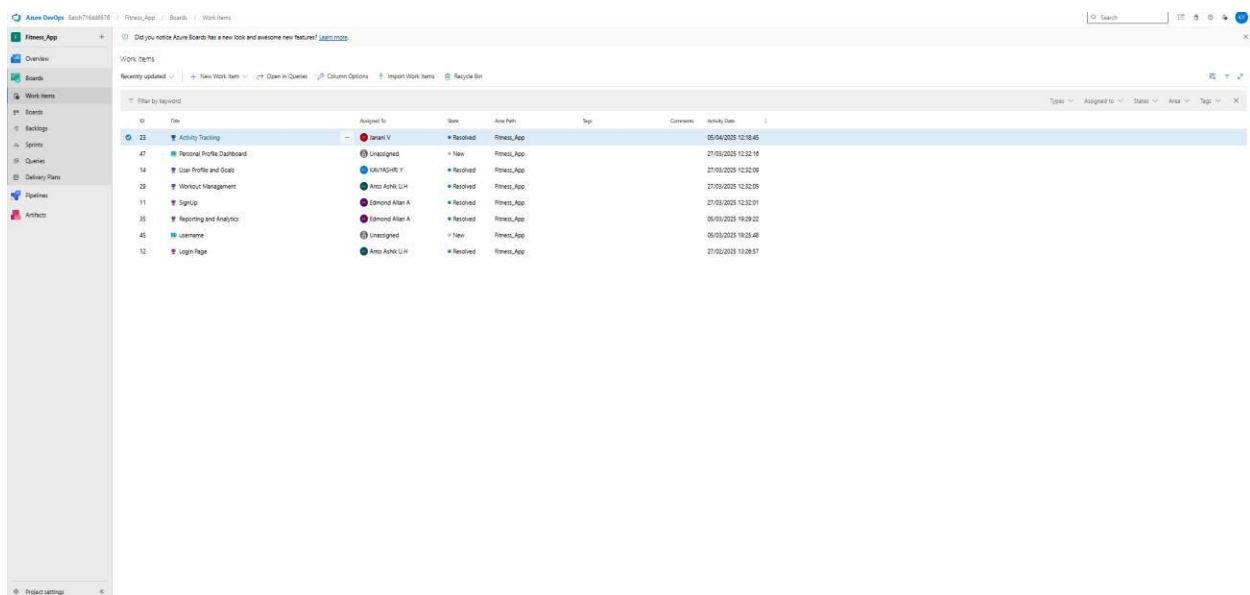 Azure DevOps / Fitness_App / Boards / Work Items Search
Fitness_App +
Did you notice Azure Boards has a new look and awesome new features? Learn more.
Overview
Work items
Boards
Recently updated New Work Item Open in Queries Column Options Import Work Items Recycle Bin
Work Items
Filter by keyword Types Assigned to States Area Tags
Boards
Backlogs
ID Title Assigned To State Area Path Tags Comments Activity Date
Sprints
23 Activity Tracking Janani V Resolved Fitness_App 05/04/2025 12:18:45
47 Personal Profile Dashboard Unassigned New Fitness_App 27/03/2025 12:32:16
Queries
14 User Profile and Goals KAVYASHRI Y Resolved Fitness_App 27/03/2025 12:32:09
Delivery Plans
29 Workout Management Anto Ashik U.H Resolved Fitness_App 27/03/2025 12:32:05
Pipelines
11 SignUp Edmond Allan A Resolved Fitness_App 27/03/2025 12:32:01
Artifacts
35 Reporting and Analytics Edmond Allan A Resolved Fitness_App 05/03/2025 19:29:22
45 username Unassigned New Fitness_App 05/03/2025 18:25:48
12 Login Page Anto Ashik U.H Resolved Fitness_App 27/02/2025 13:26:57
Project settings